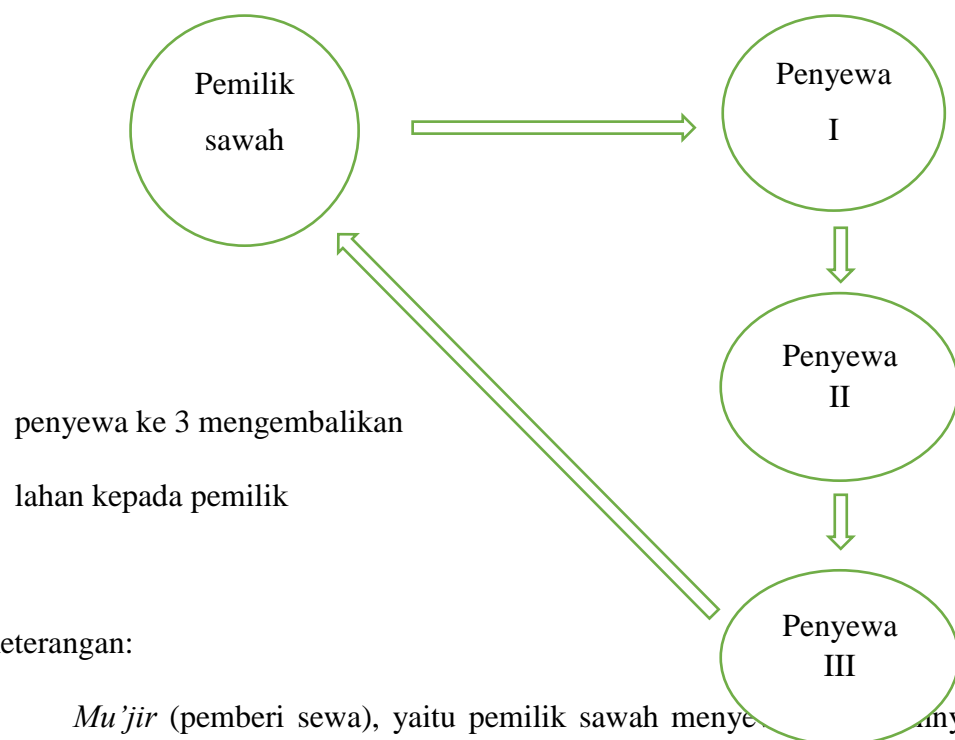 Pemilik
sawah
Penyewa
I
Penyewa
II
penyewa ke 3 mengembalikan
lahan kepada pemilik
Penyewa
III
eterangan:
Mu’jir (pemberi sewa), yaitu pemilik sawah